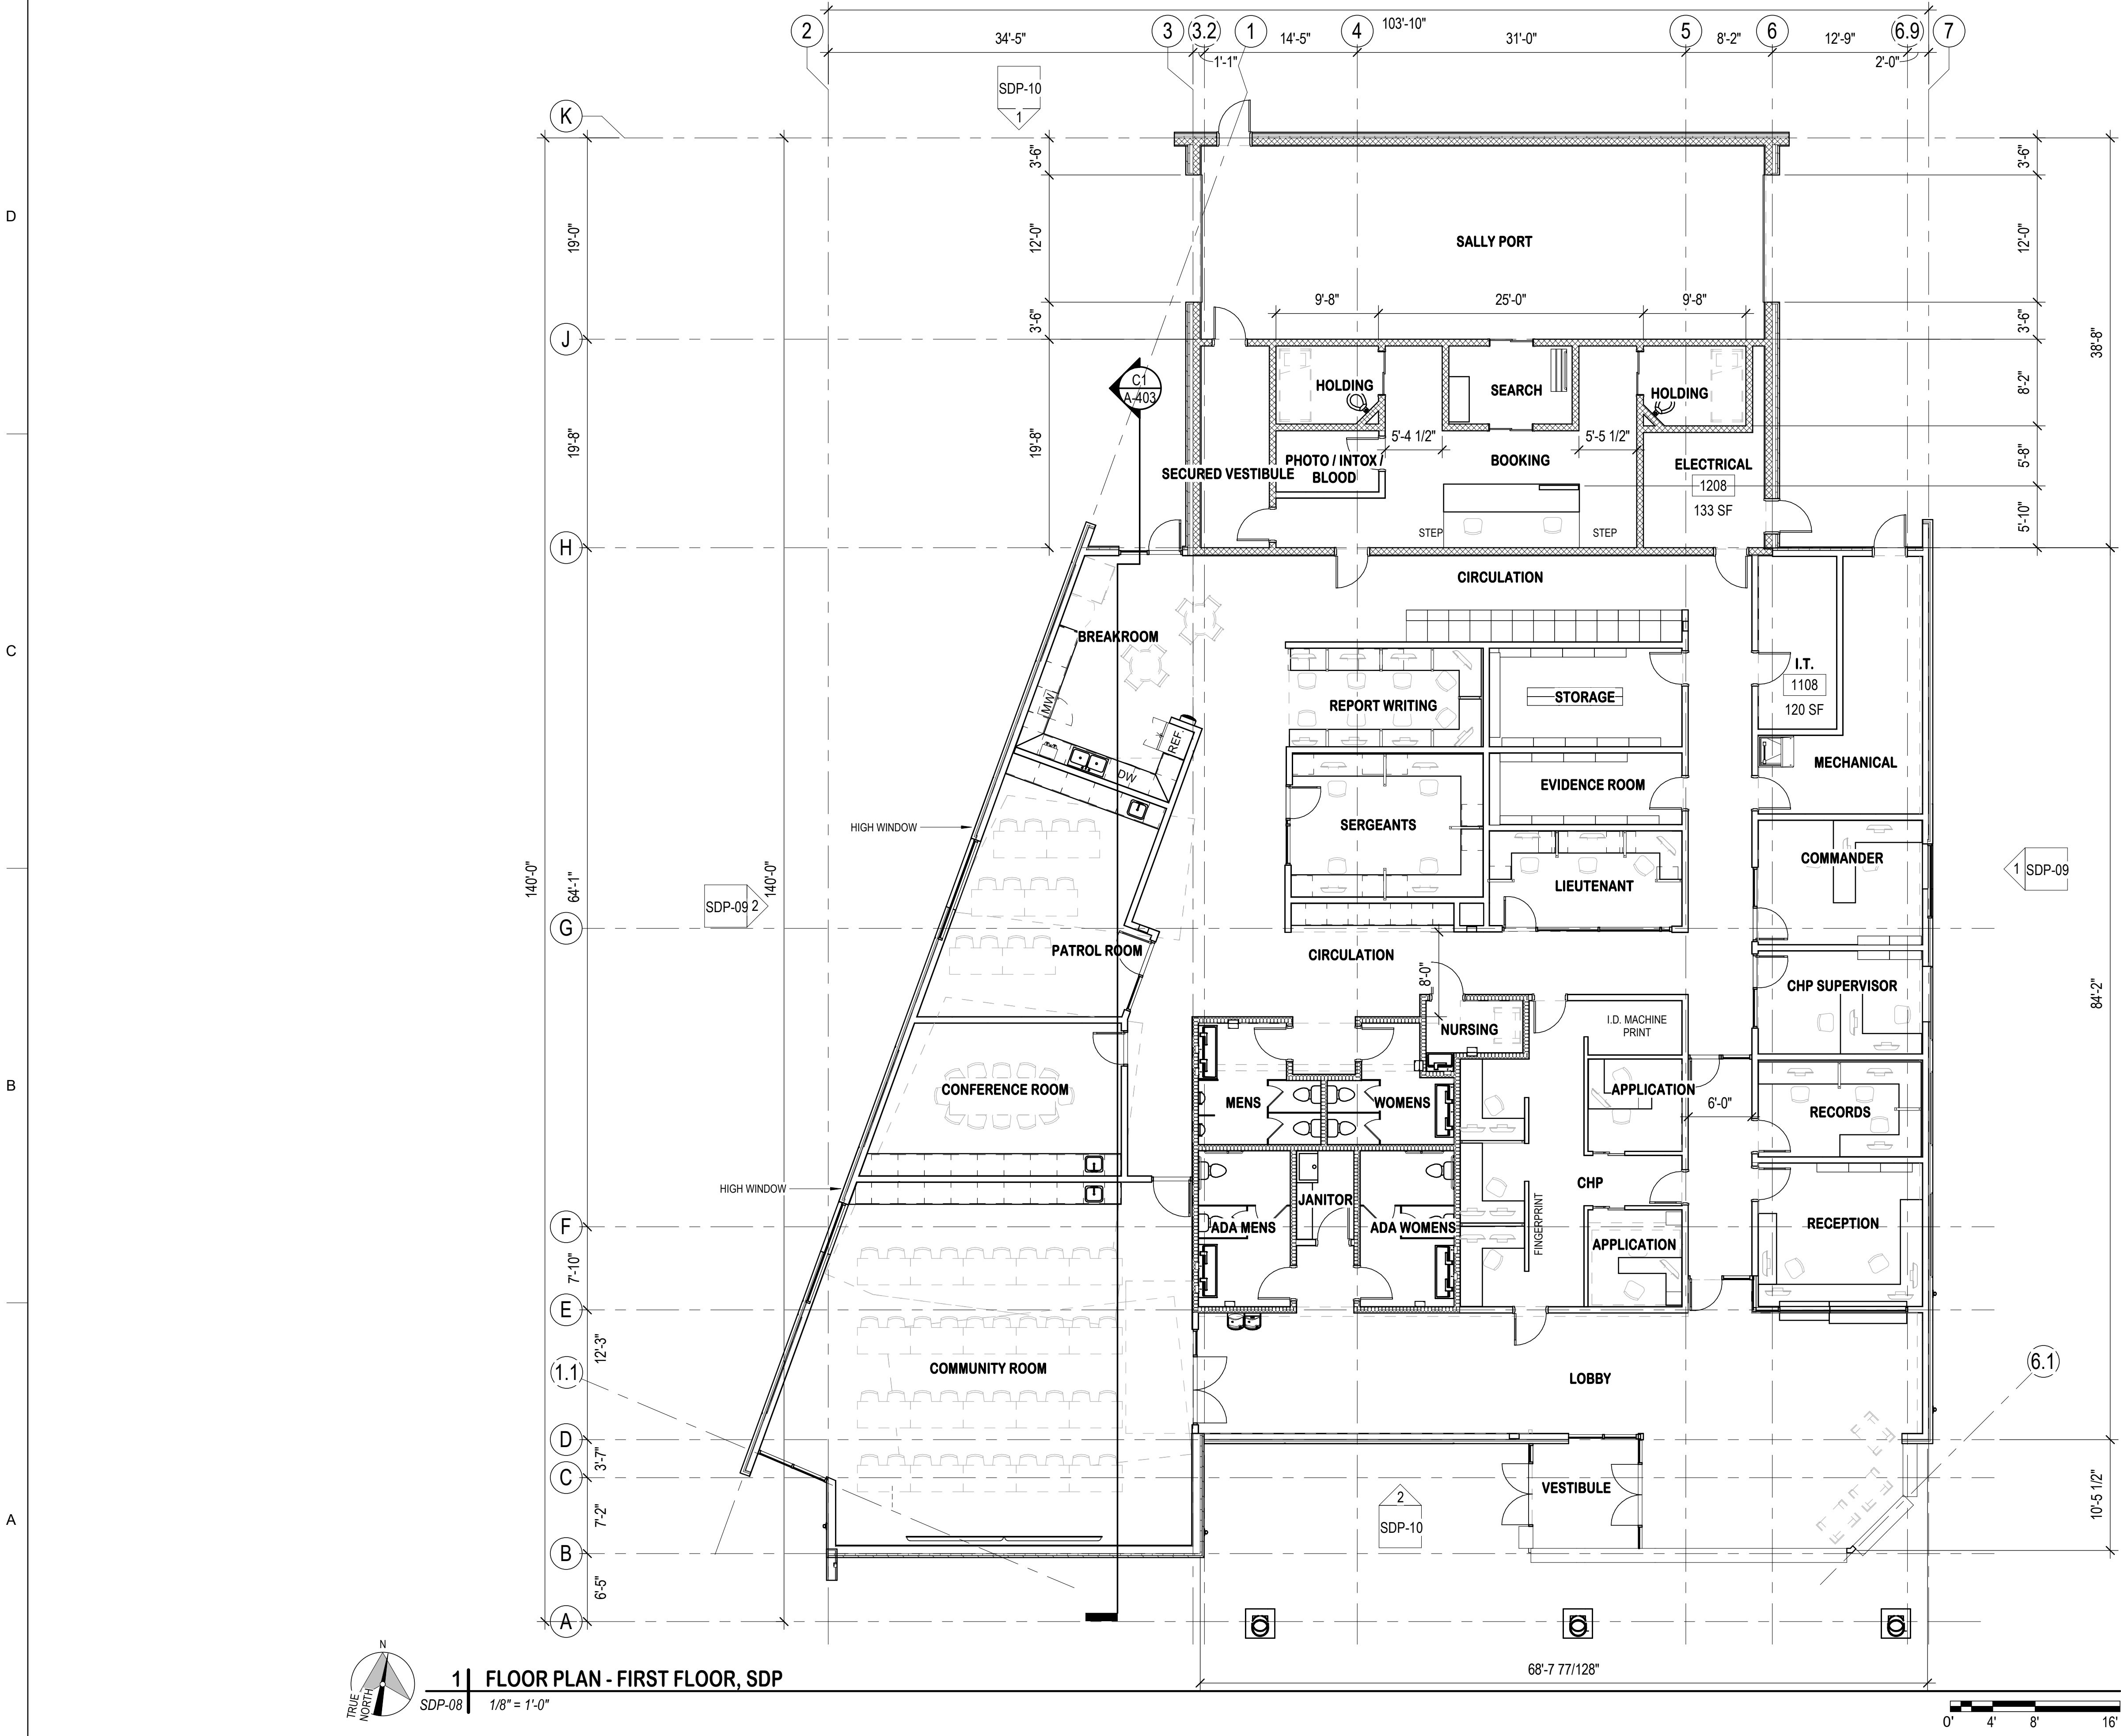 103'-10"
2
3
3.2
1
4
5
6
6.9
7
34'-5"
1'-1"
14'-5"
31'-0"
8'-2"
12'-9"
2'-0"
SDP-10
1
K
D
3'-6"
3'-6"
19'-0"
12'-0"
SALLY PORT
12'-0"
9'-8"
25'-0"
9'-8"
3'-6"
3'-6"
J
38'-8"
C1
A-403
HOLDING
SEARCH
HOLDING
8'-2"
19'-8"
19'-8"
5'-4 1/2"
5'-5 1/2"
SECURED VESTIBULE
PHOTO / INTOX /
BLOOD
BOOKING
ELECTRICAL
1208
133 SF
5'-8"
STEP
STEP
5'-10"
H
CIRCULATION
C
BREAKROOM
I.T.
1108
120 SF
MW
REPORT WRITING
STORAGE
REF.
DW
MECHANICAL
EVIDENCE ROOM
HIGH WINDOW
SERGEANTS
COMMANDER
140'-0"
64'-1"
140'-0"
LIEUTENANT
1
SDP-09
SDP-09
2
G
PATROL ROOM
CIRCULATION
8'-0"
CHP SUPERVISOR
84'-2"
NURSING
I.D. MACHINE
PRINT
B
CONFERENCE ROOM
MENS
WOMENS
APPLICATION
6'-0"
RECORDS
HIGH WINDOW
CHP
JANITOR
F
ADA MENS
ADA WOMENS
FINGERPRINT
APPLICATION
RECEPTION
7'-10"
E
12'-3"
1.1
COMMUNITY ROOM
LOBBY
6.1
D
3'-7"
C
VESTIBULE
2
SDP-10
A
7'-2"
10'-5 1/2"
B
6'-5"
A
N
TRUE
NORTH
68'-7 77/128"
1
FLOOR PLAN - FIRST FLOOR, SDP
SDP-08
1/8" = 1'-0"
0'
4'
8'
16'